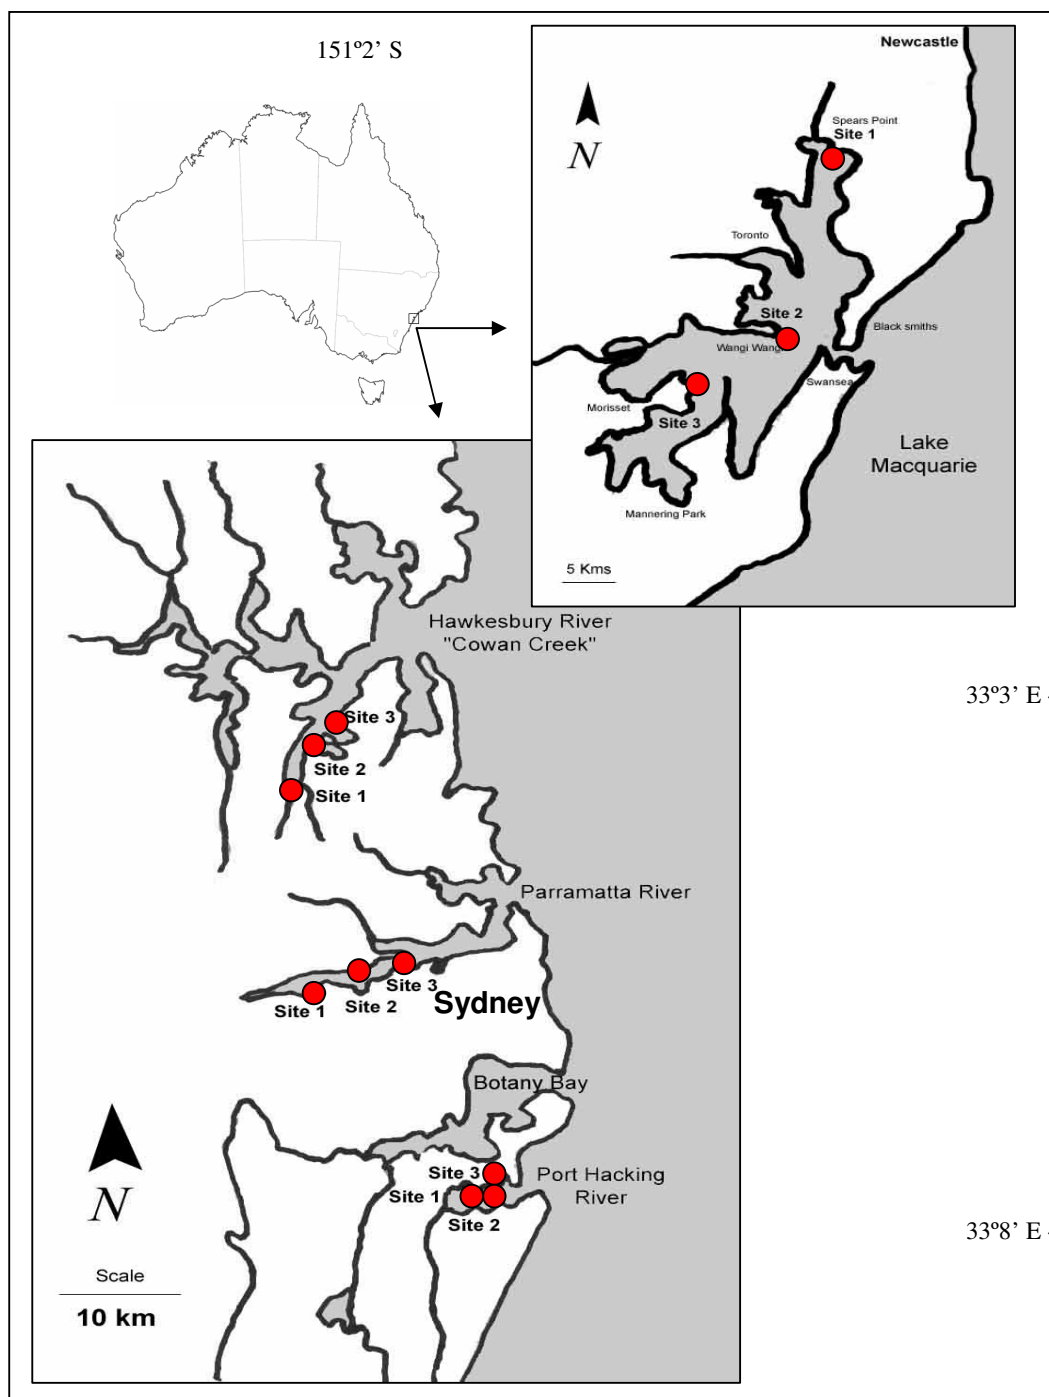 151º2’ S
Newcastle
N
Spears Point
Site 1
Toronto
Site 2
Black smiths
Wangi Wangi
Swansea
Morisset
Site 3
Lake
Macquarie
Mannering Park
5 Kms
Hawkesbury River
"Cowan Creek"
33º3’ E
Site 3
Site 2
Site 1
Parramatta River
Site 3
Site 2
Site 1
Sydney
Botany Bay
Site 3
Port Hacking
River
Site 1
Site 2
N
33º8’ E
Scale
10 km